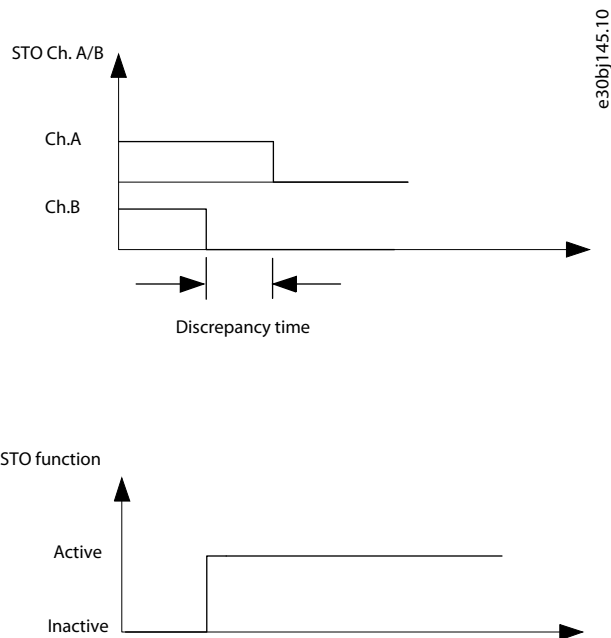 e30bj145.10
STO Ch. A/B
Ch.A
Ch.B
Discrepancy time
STO function
Active
Inactive